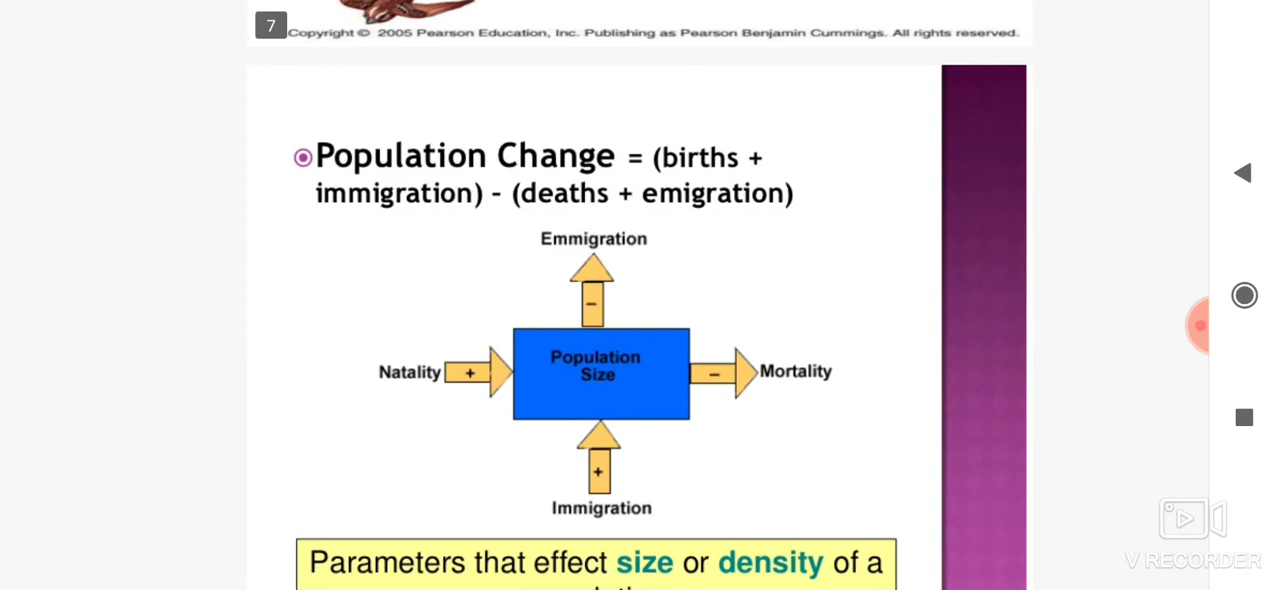 7
Copyright © 2005 Pearson Education, Inc. Publishing as Pearson Benjamin Cummings. All rights reserved.
Population Change = (births +
immigration) - (deaths + emigration)
Emmigration
−
Population
Size
Natality
+
−
Mortality
+
Immigration
Parameters that effect size or density of a
V RECORDER